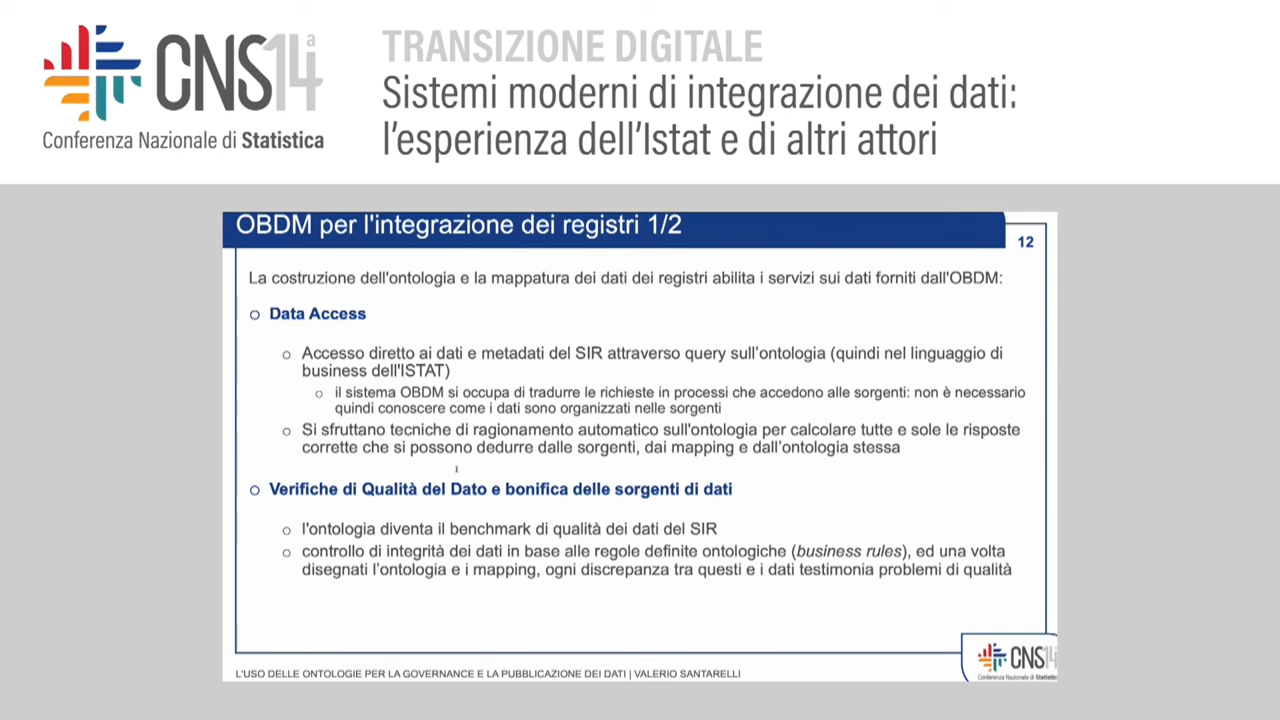 CNS14ª
Conferenza Nazionale di Statistica
TRANSIZIONE DIGITALE
Sistemi moderni di integrazione dei dati:
l’esperienza dell’Istat e di altri attori
OBDM per l'integrazione dei registri 1/2
12
La costruzione dell'ontologia e la mappatura dei dati dei registri abilita i servizi sui dati forniti dall'OBDM:
Data Access
Accesso diretto ai dati e metadati del SIR attraverso query sull’ontologia (quindi nel linguaggio di
business dell'ISTAT)
il sistema OBDM si occupa di tradurre le richieste in processi che accedono alle sorgenti: non è necessario
quindi conoscere come i dati sono organizzati nelle sorgenti
Si sfruttano tecniche di ragionamento automatico sull'ontologia per calcolare tutte e sole le risposte
corrette che si possono dedurre dalle sorgenti, dai mapping e dall’ontologia stessa
Verifiche di Qualità del Dato e bonifica delle sorgenti di dati
l'ontologia diventa il benchmark di qualità dei dati del SIR
controllo di integrità dei dati in base alle regole definite ontologiche (business rules), ed una volta
disegnati l’ontologia e i mapping, ogni discrepanza tra questi e i dati testimonia problemi di qualità
L'USO DELLE ONTOLOGIE PER LA GOVERNANCE E LA PUBBLICAZIONE DEI DATI | VALERIO SANTARELLI
CNS14
Conferenza Nazionale di Statistic